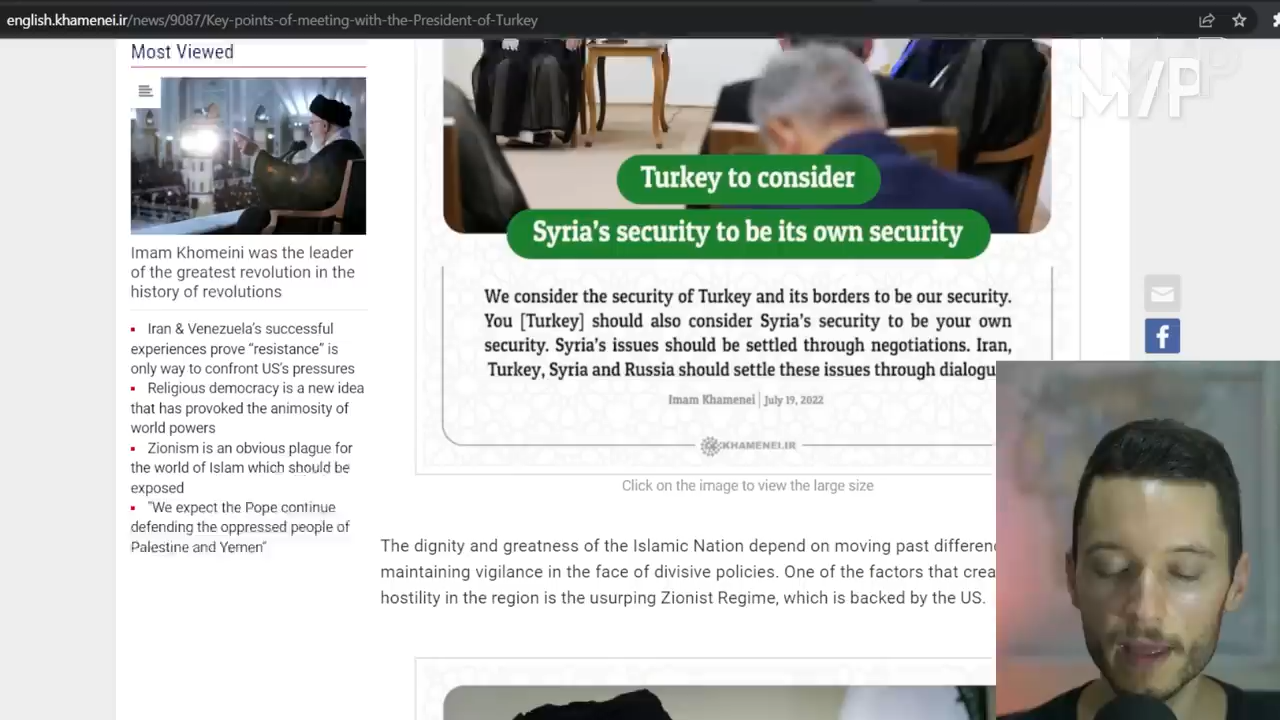 english.khamenei.ir/news/9087/Key-points-of-meeting-with-the-President-of-Turkey
Most Viewed
Imam Khomeini was the leader
of the greatest revolution in the
history of revolutions
Iran & Venezuela's successful
experiences prove “resistance” is
only way to confront US's pressures
Religious democracy is a new idea
that has provoked the animosity of
world powers
Zionism is an obvious plague for
the world of Islam which should be
exposed
"We expect the Pope continue
defending the oppressed people of
Palestine and Yemen"
M/P
Turkey to consider
Syria's security to be its own security
We consider the security of Turkey and its borders to be our security.
You [Turkey] should also consider Syria's security to be your own
security. Syria's issues should be settled through negotiations. Iran,
Turkey, Syria and Russia should settle these issues through dialogu
Imam Khamenei | July 19, 2022
KHAMENEI.IR
Click on the image to view the large size
The dignity and greatness of the Islamic Nation depend on moving past differenc
maintaining vigilance in the face of divisive policies. One of the factors that crea
hostility in the region is the usurping Zionist Regime, which is backed by the US.
f